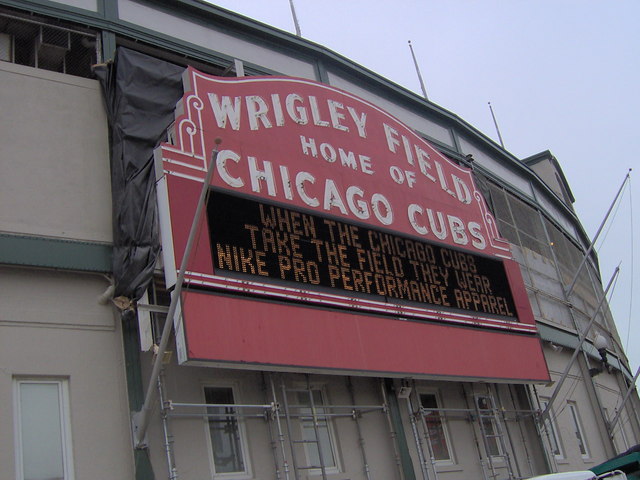 WRIGLEY FIELD
HOME OF
CHICAGO CUBS
WHEN THE CHICAGO CUBS
TAKE THE FIELD THEY WEAR
NIKE PRO PERFORMANCE APPAREL